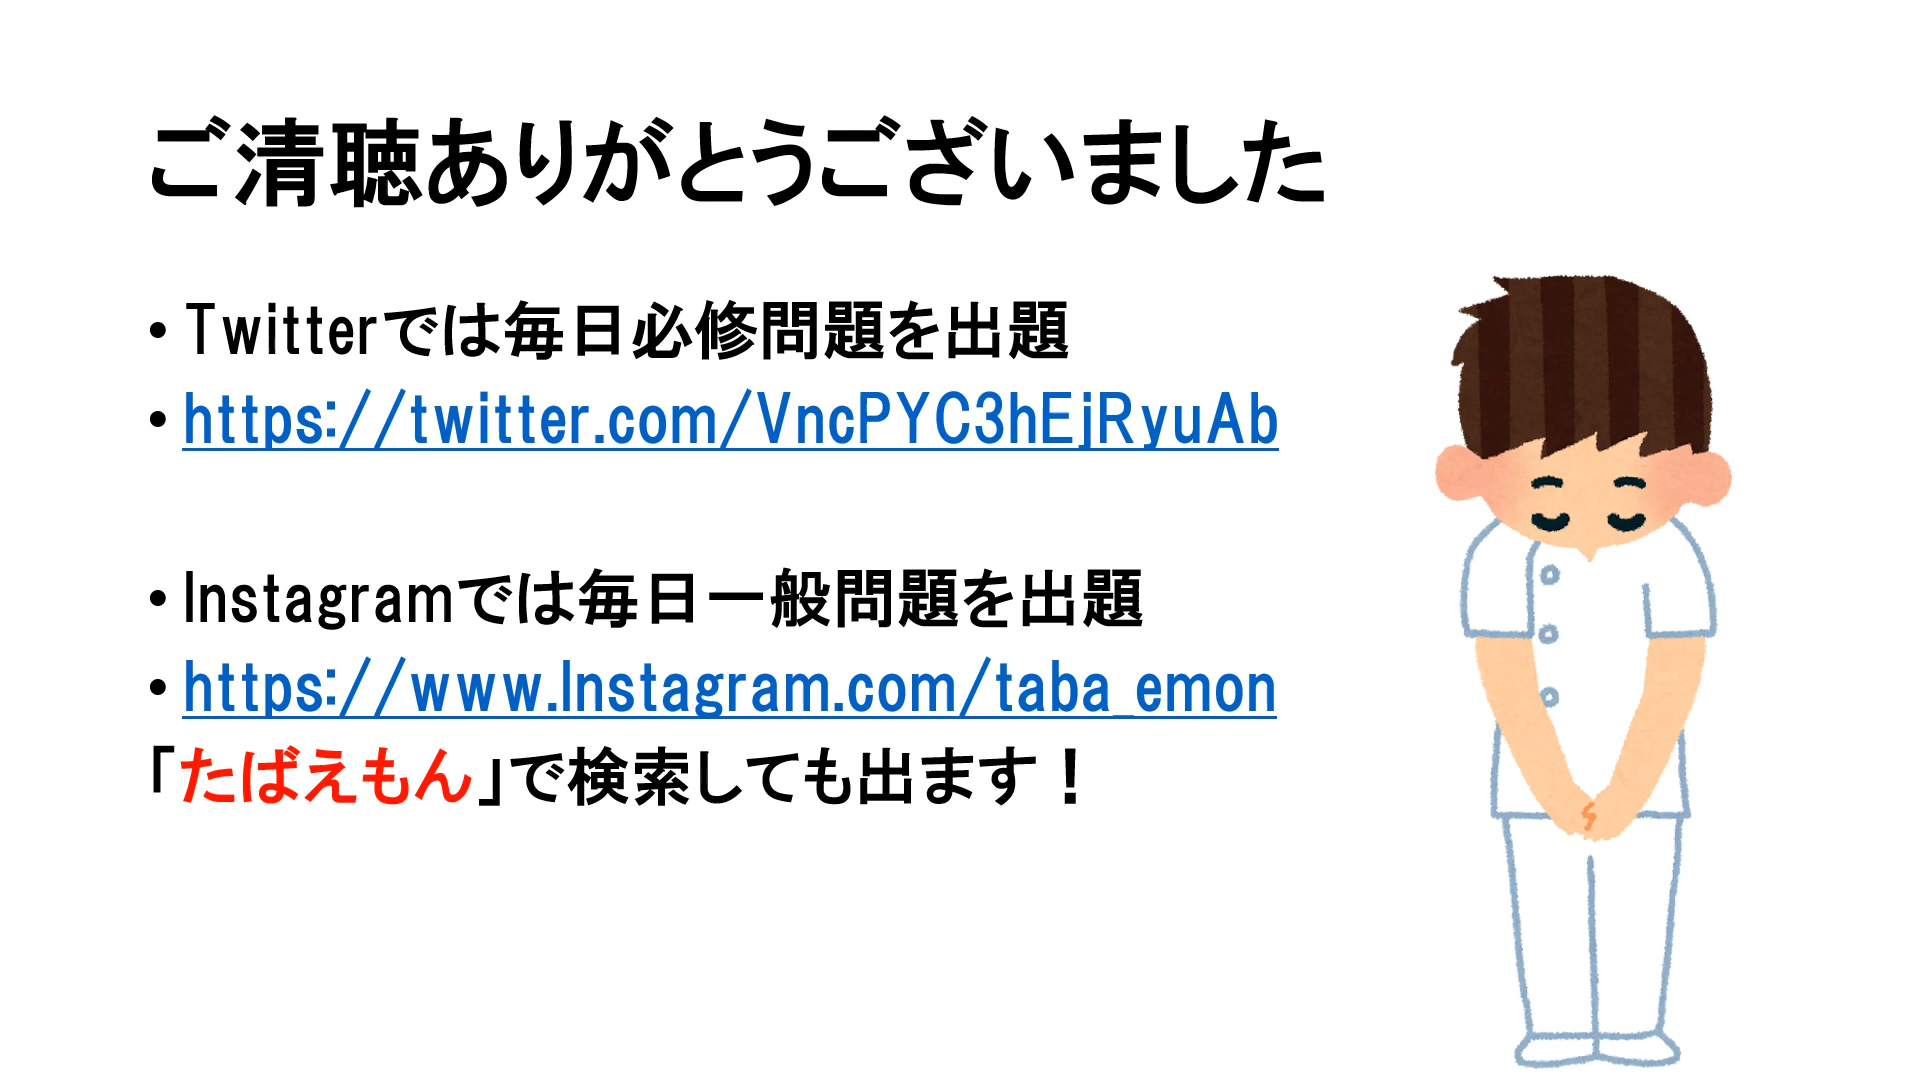 ご清聴ありがとうございました
• Twitterでは毎日必修問題を出題
• https://twitter.com/VncPYC3hEjRyuAb
• Instagramでは毎日一般問題を出題
• https://www.Instagram.com/taba_emon
「たばえもん」で検索しても出ます！